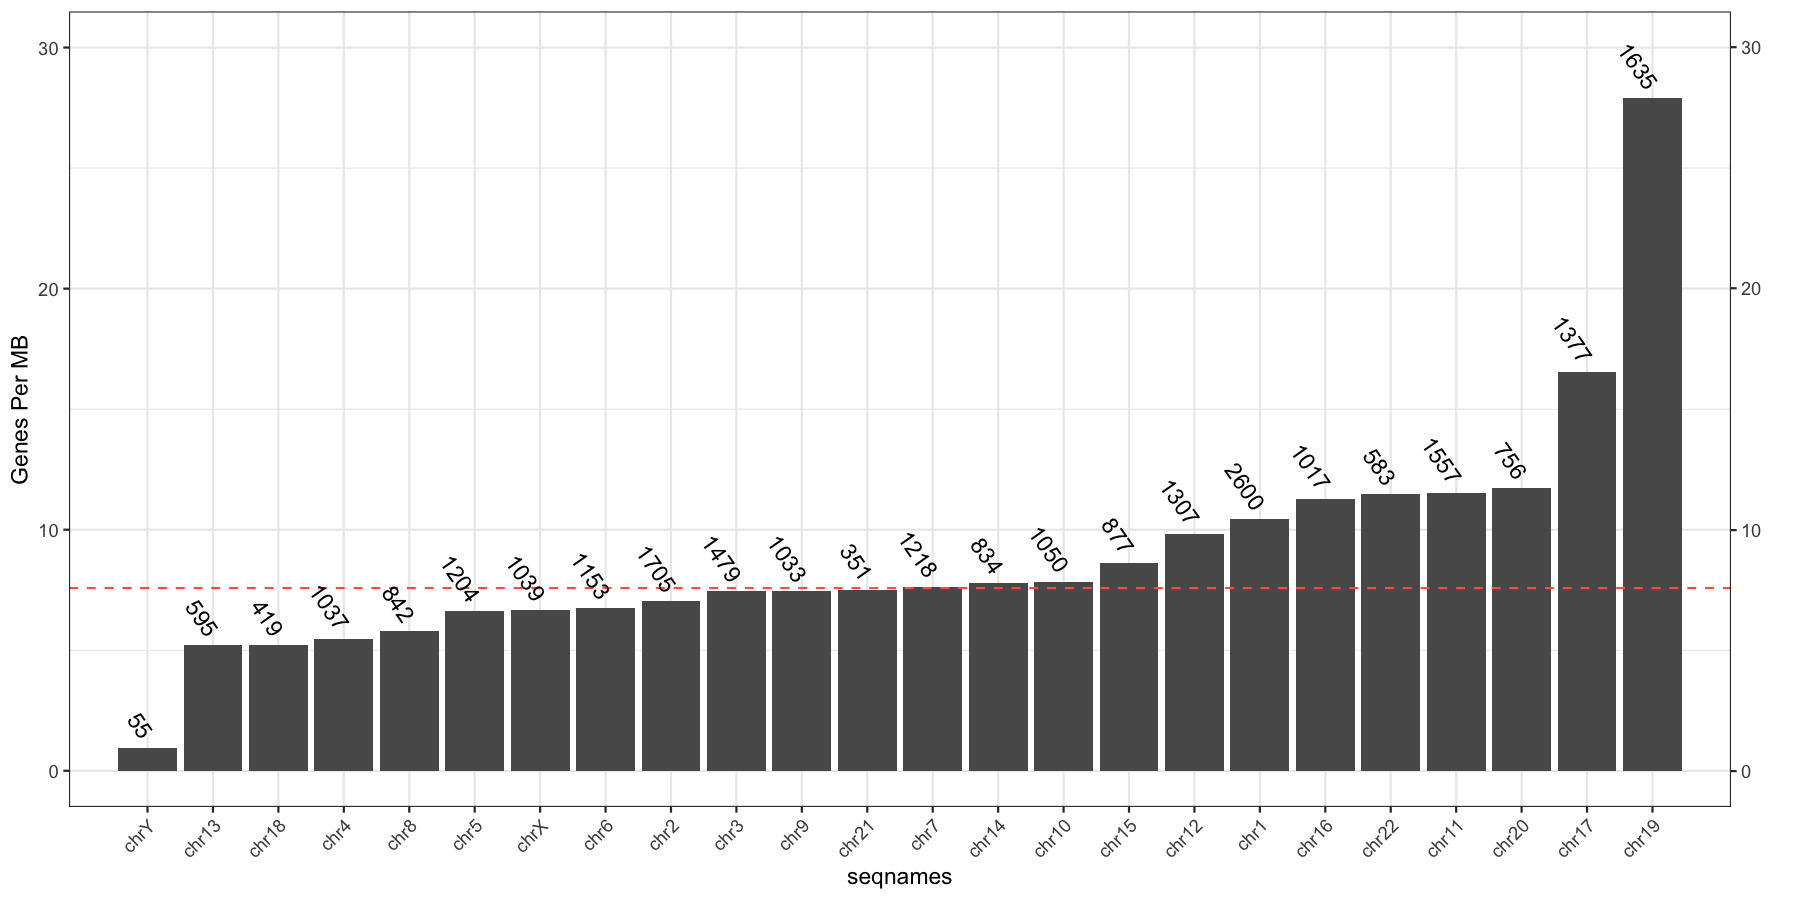 30
20
10
0
Genes Per MB
55
595
419
1037
842
1204
1039
1153
1705
1479
1033
351
1218
834
1050
877
1307
2600
1017
583
1557
756
1377
1635
30
20
10
0
chrY
chr13
chr18
chr4
chr8
chr5
chrX
chr6
chr2
chr3
chr9
chr21
chr7
chr14
chr10
chr15
chr12
chr1
chr16
chr22
chr11
chr20
chr17
chr19
seqnames